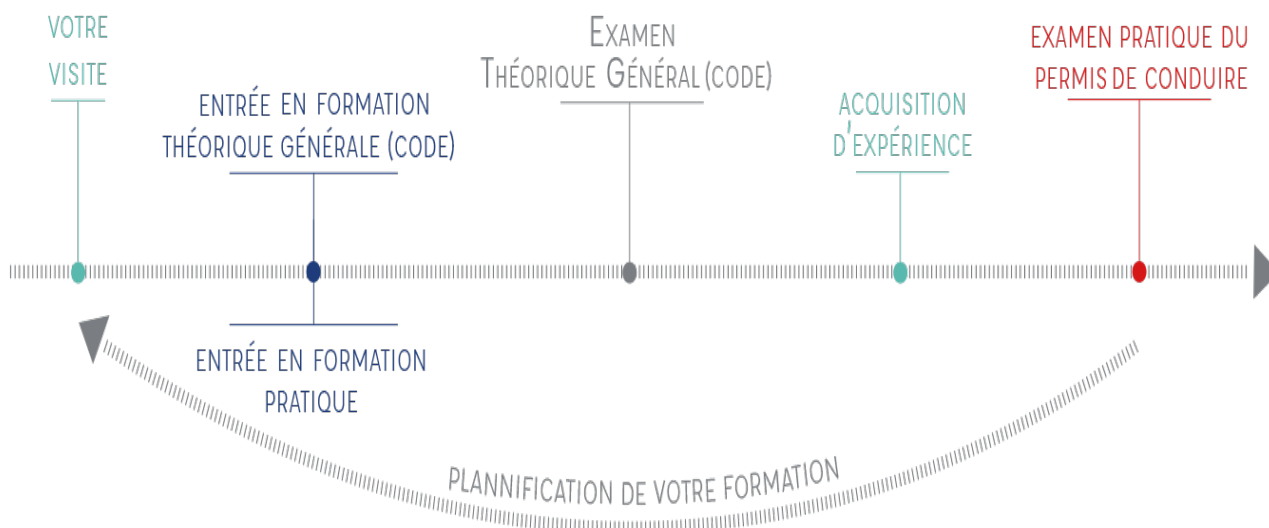 VOTRE
VISITE
ENTRÉE EN FORMATION
THÉORIQUE GÉNÉRALE (CODE)
ENTRÉE EN FORMATION
PRATIQUE
EXAMEN
THÉORIQUE GÉNÉRAL (CODE)
ACQUISITION
D'EXPÉRIENCE
EXAMEN PRATIQUE DU
PERMIS DE CONDUIRE
PLANNIFICATION DE VOTRE FORMATION